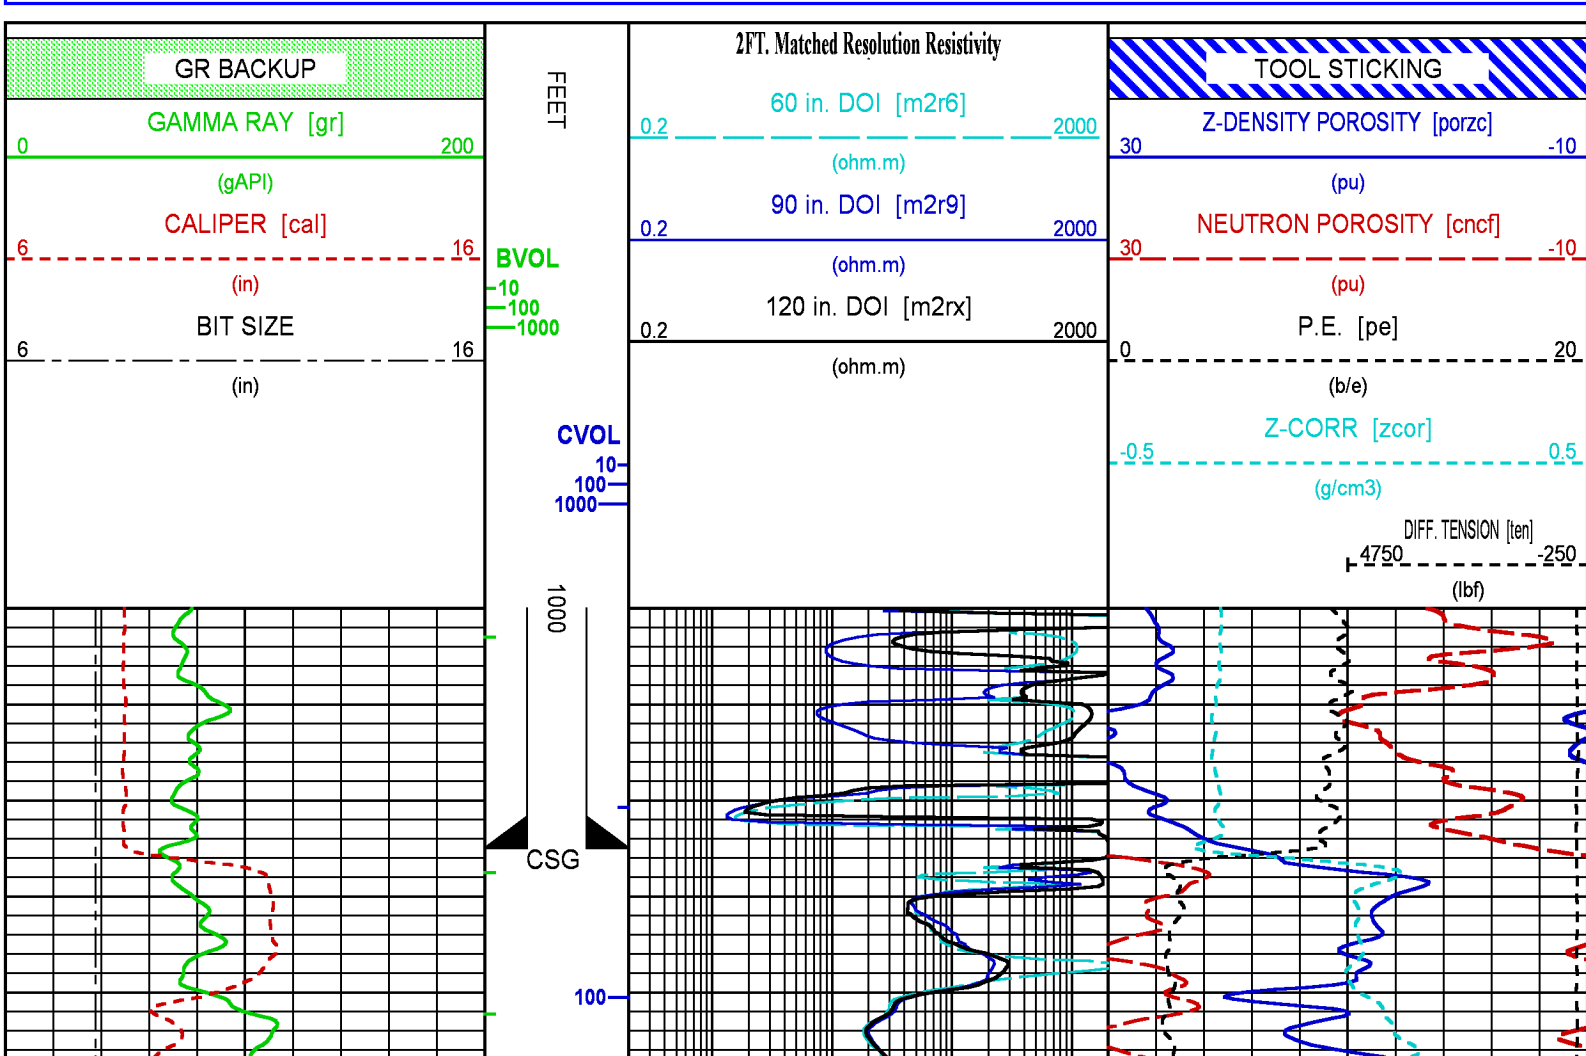 GR BACKUP
GAMMA RAY [gr]
0 200
(gAPI)
CALIPER [cal]
6 16
(in)
BIT SIZE
6 16
(in)
FEET
BVOL
10
100
1000
CVOL
10
100
1000
2FT. Matched Resolution Resistivity
60 in. DOI [m2r6]
0.2 2000
(ohm.m)
90 in. DOI [m2r9]
0.2 2000
(ohm.m)
120 in. DOI [m2rx]
0.2 2000
(ohm.m)
TOOL STICKING
Z-DENSITY POROSITY [porzc]
30 -10
(pu)
NEUTRON POROSITY [cncf]
30 -10
(pu)
P.E. [pe]
0 20
(b/e)
Z-CORR [zcor]
-0.5 0.5
(g/cm3)
DIFF. TENSION [ten]
4750 -250
(lbf)
1000
CSG
100